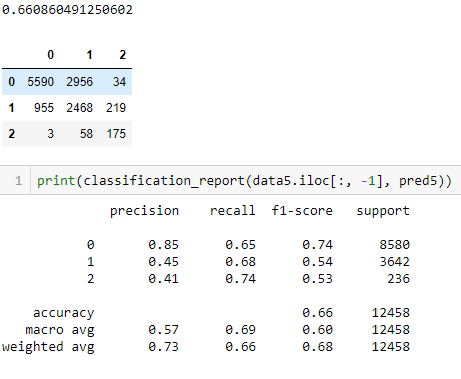 0.660860491250602
0 1 2
0 5590 2956 34
1 955 2468 219
2 3 58 175
1 print(classification_report(data5.iloc[:, -1], pred5))
precision recall f1-score support
0 0.85 0.65 0.74 8580
1 0.45 0.68 0.54 3642
2 0.41 0.74 0.53 236
accuracy 0.66 12458
macro avg 0.57 0.69 0.60 12458
weighted avg 0.73 0.66 0.68 12458